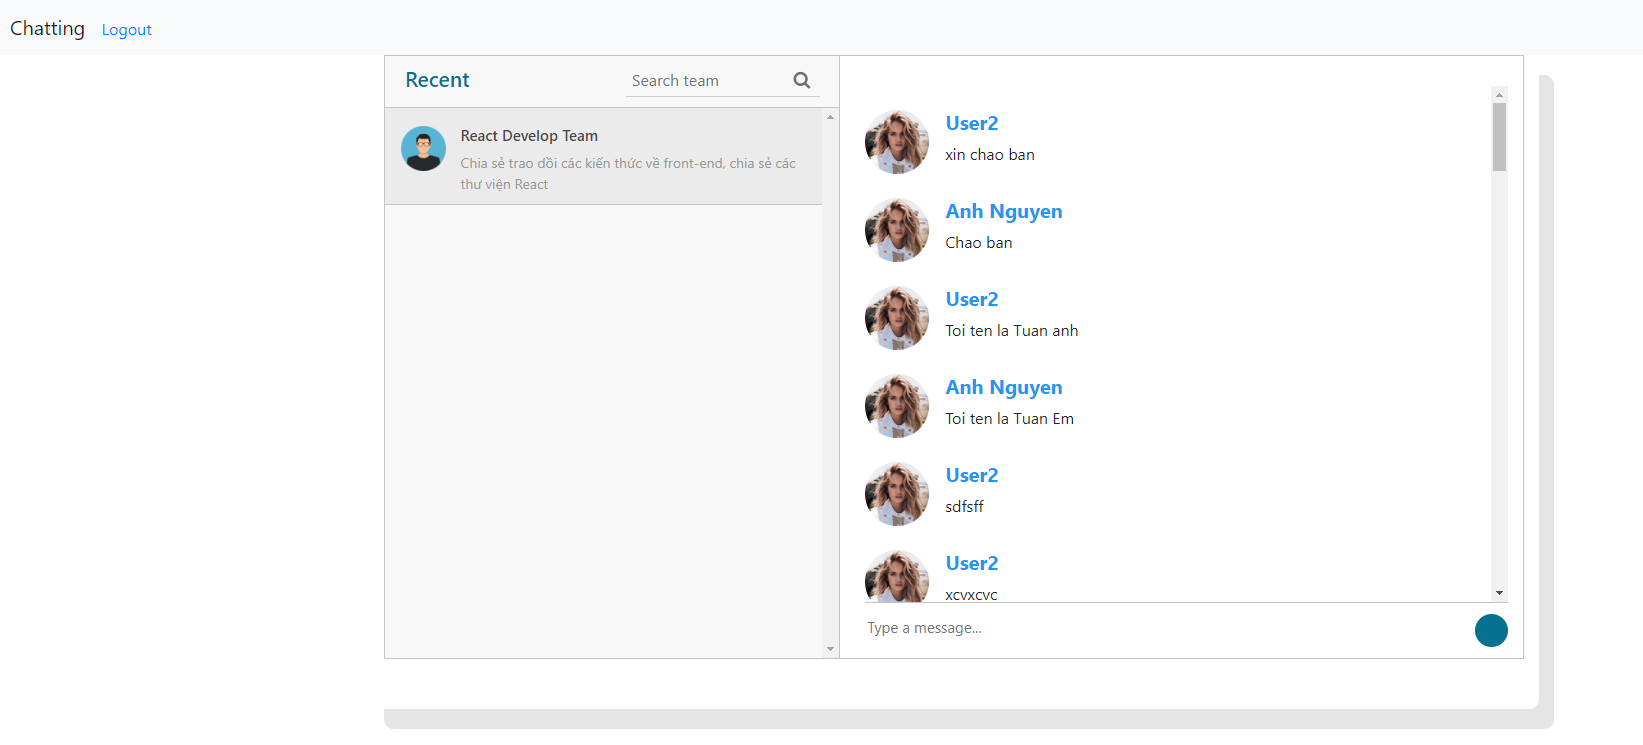 Chatting Logout
Recent
Search team
React Develop Team
Chia sẻ trao dồi các kiến thức về front-end, chia sẻ các
thư viện React
User2
xin chao ban
Anh Nguyen
Chao ban
User2
Toi ten la Tuan anh
Anh Nguyen
Toi ten la Tuan Em
User2
sdfsff
User2
xcvxcvc
Type a message...